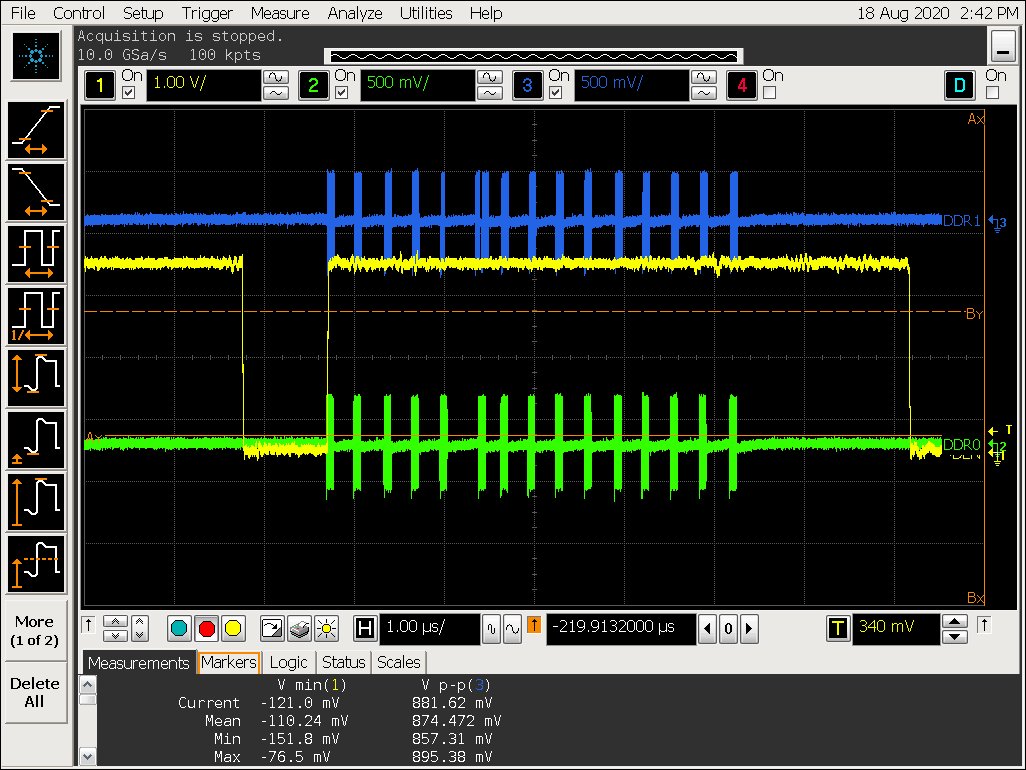 File Control Setup Trigger Measure Analyze Utilities Help 18 Aug 2020 2:42 PM
Acquisition is stopped.
10.0 GSa/s 100 kpts
1 On 1.00 V/ 2 On 500 mV/ 3 On 500 mV/ 4 On D On
Ax
DDR1 3
By
Ax
T
DDR0 2
1/
H 1.00 µs/ -219.9132000 µs 0 T 340 mV
More
(1 of 2)
Delete
All
Measurements Markers Logic Status Scales
V min(1) V p-p(3)
Current -121.0 mV 881.62 mV
Mean -110.24 mV 874.472 mV
Min -151.8 mV 857.31 mV
Max -76.5 mV 895.38 mV
Bx